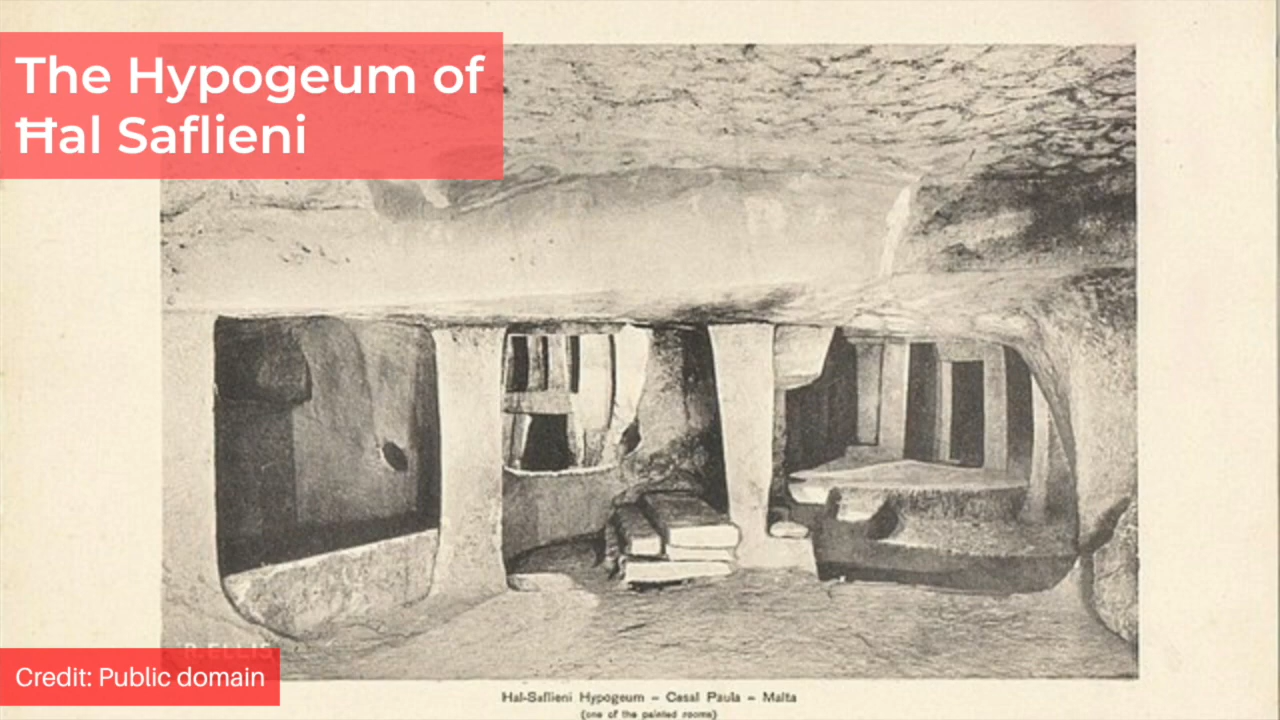 The Hypogeum of
Ħal Saflieni
R. ELLIS
Credit: Public domain
Hal-Saflieni Hypogeum – Casal Paula – Malta
(one of the painted rooms)